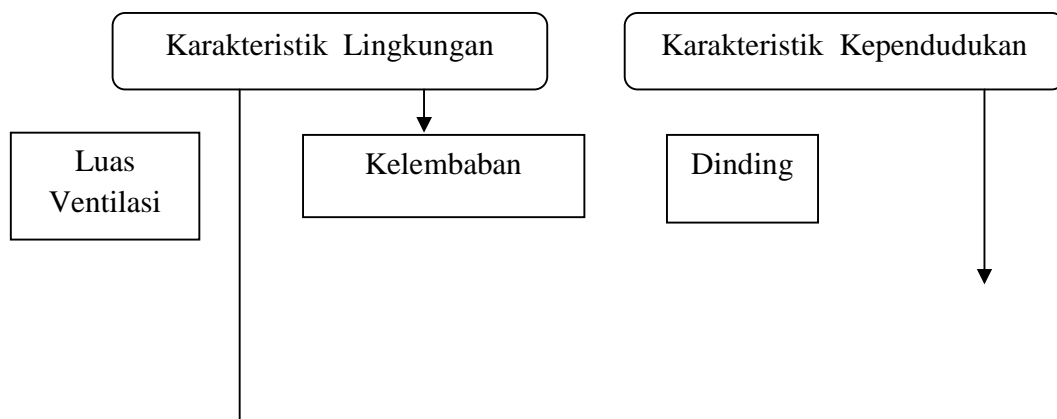 Karakteristik Lingkungan
Karakteristik Kependudukan
Luas
Ventilasi
Kelembaban
Dinding